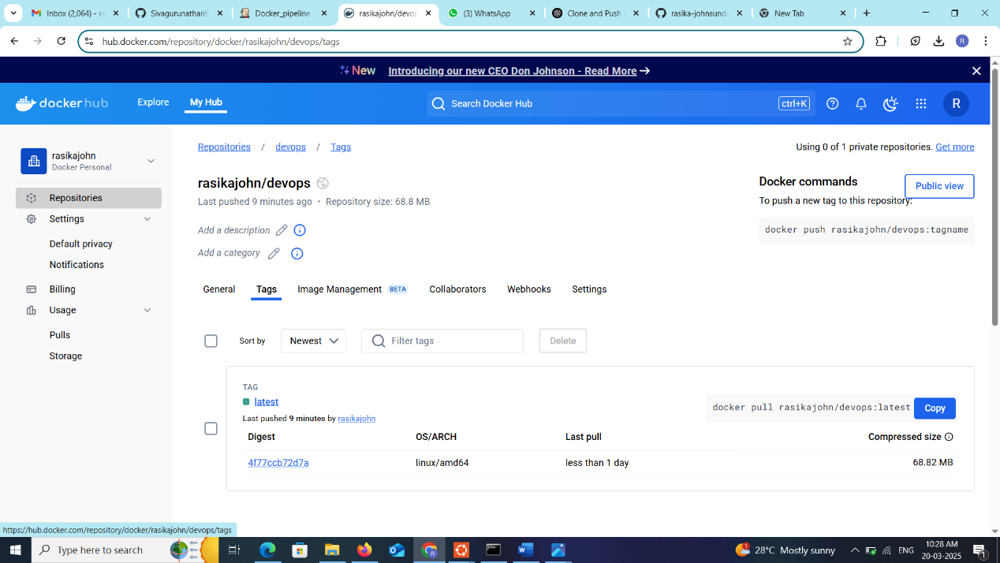 Inbox (2,064) - ra
Sivagurunathan9
Docker_pipeline -
rasikajohn/devop
(3) WhatsApp
Clone and Push
rasika-johnsunda
New Tab
hub.docker.com/repository/docker/rasikajohn/devops/tags
R
New Introducing our new CEO Don Johnson - Read More →
dockerhub
Explore
My Hub
Search Docker Hub
ctrl+K
R
rasikajohn
Docker Personal
Repositories
Settings
Default privacy
Notifications
Billing
Usage
Pulls
Storage
Repositories / devops / Tags
Using 0 of 1 private repositories. Get more
rasikajohn/devops
Last pushed 9 minutes ago • Repository size: 68.8 MB
Add a description
Add a category
Docker commands
Public view
To push a new tag to this repository:
docker push rasikajohn/devops:tagname
General
Tags
Image Management BETA
Collaborators
Webhooks
Settings
Sort by
Newest
Filter tags
Delete
TAG
latest
Last pushed 9 minutes by rasikajohn
docker pull rasikajohn/devops:latest
Copy
Digest
OS/ARCH
Last pull
Compressed size
4f77ccb72d7a
linux/amd64
less than 1 day
68.82 MB
https://hub.docker.com/repository/docker/rasikajohn/devops/tags
Type here to search
28°C Mostly sunny
ENG
10:28 AM
20-03-2025
1